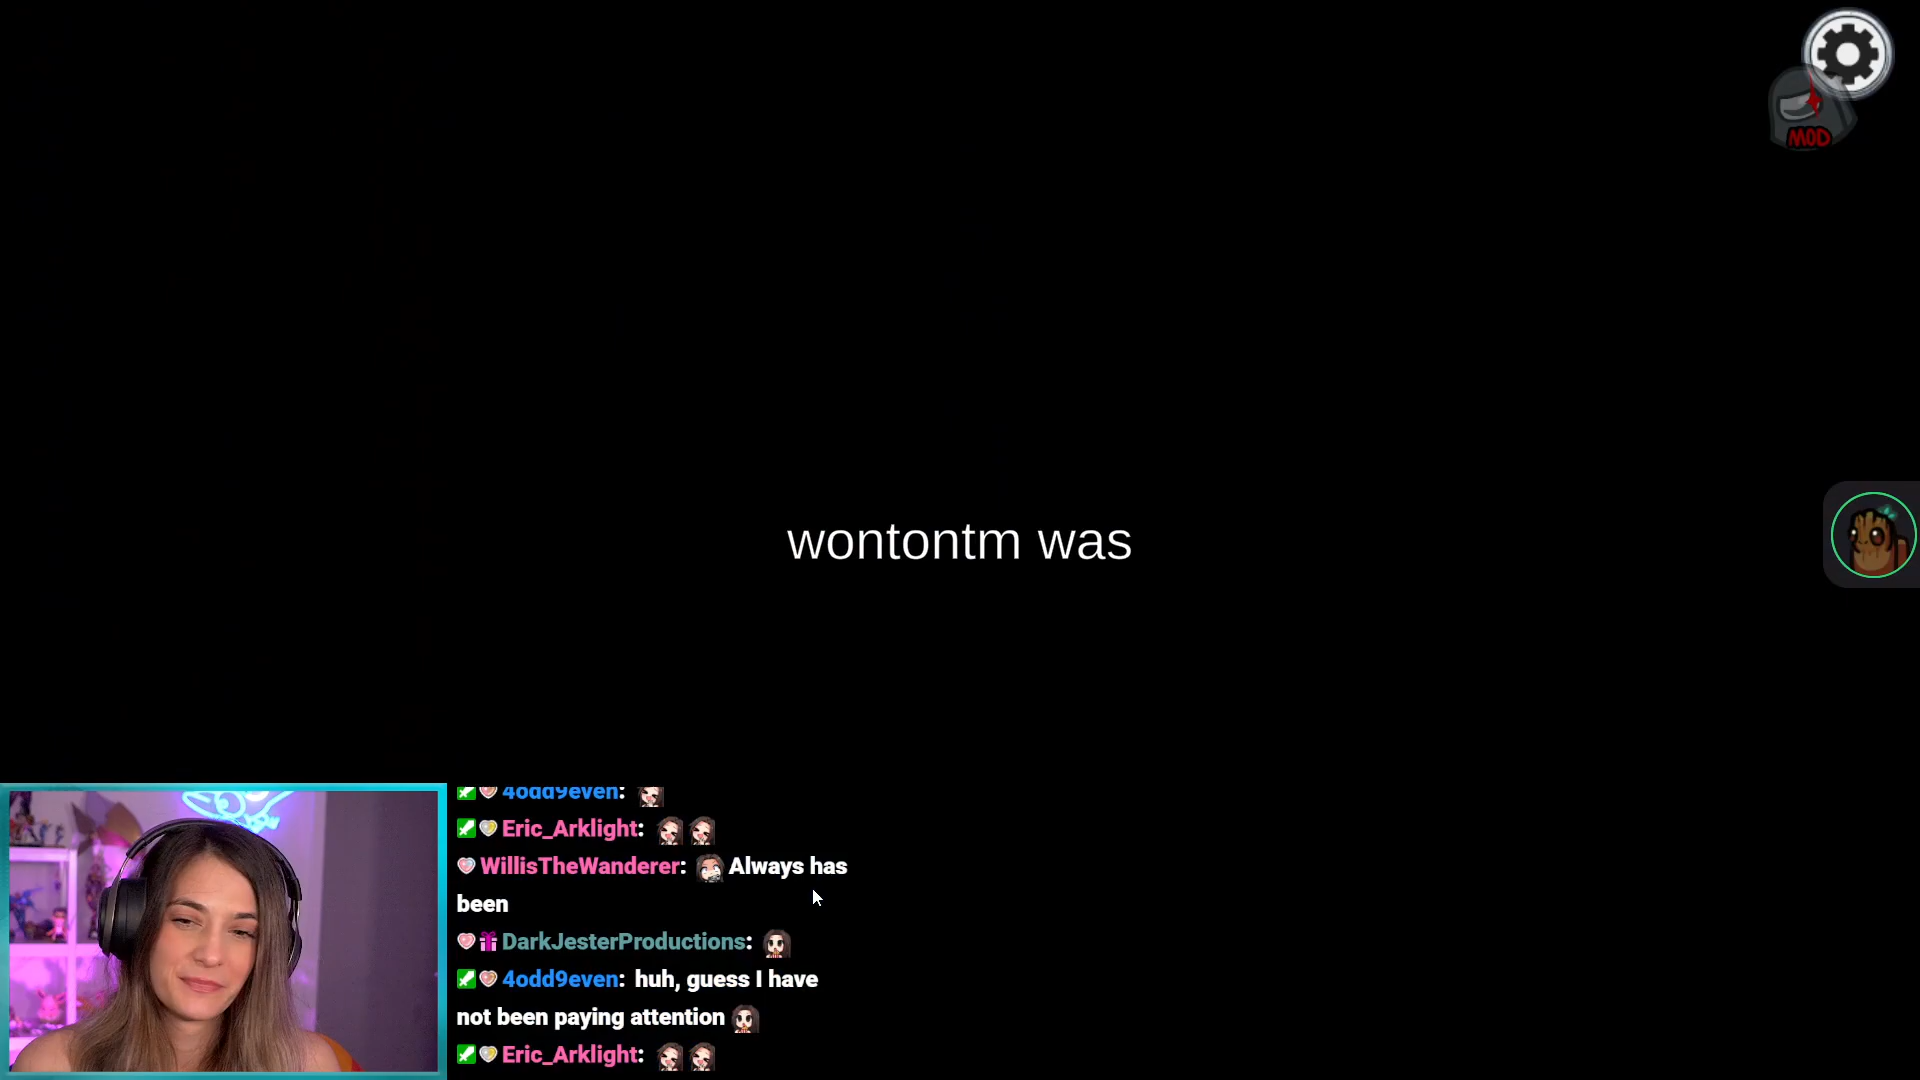 MOD
wontontm was
4odd9even:
Eric_Arklight:
WillisTheWanderer: Always has
been
DarkJesterProductions:
4odd9even: huh, guess I have
not been paying attention
Eric_Arklight: